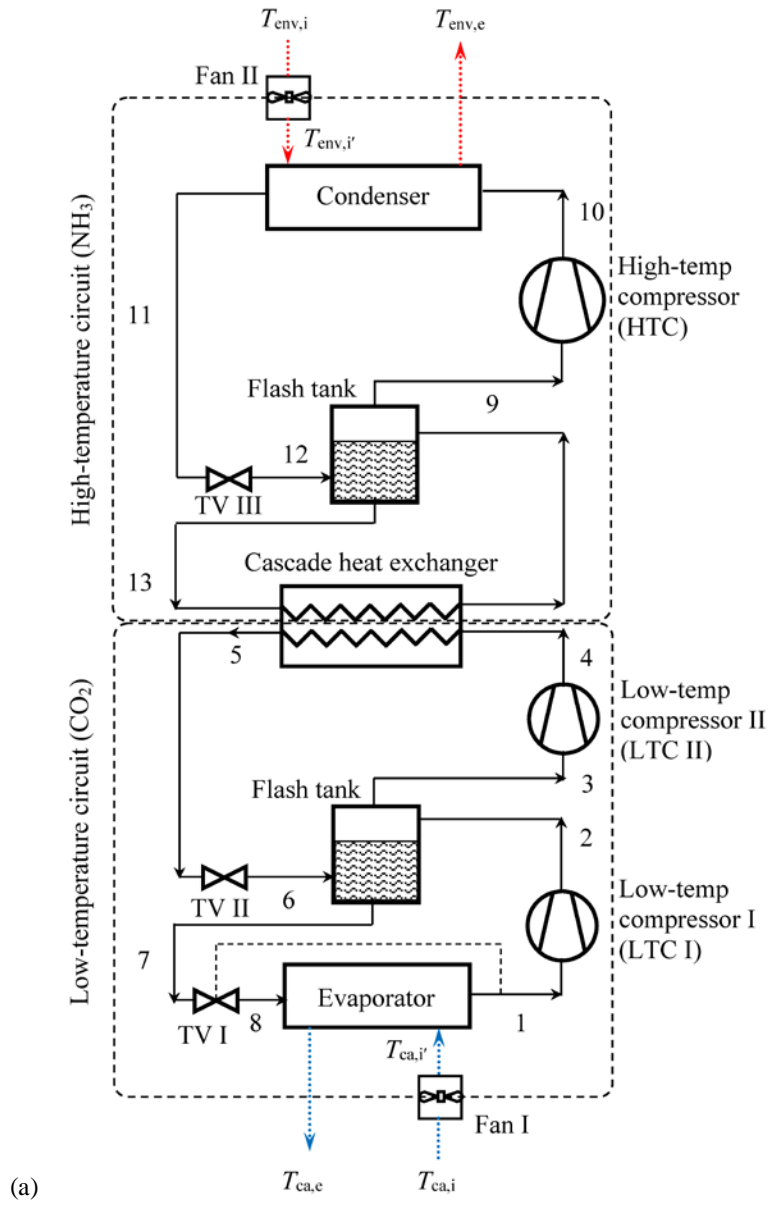 T_env,i
T_env,e
Fan II
T_env,i′
Condenser
10
High-temp
compressor
(HTC)
High-temperature circuit (NH₃)
11
Flash tank
9
12
TV III
Cascade heat exchanger
13
5
4
Low-temp
compressor II
(LTC II)
Low-temperature circuit (CO₂)
3
Flash tank
2
6
TV II
Low-temp
compressor I
(LTC I)
7
Evaporator
TV I
8
1
T_ca,i′
Fan I
(a)
T_ca,e
T_ca,i